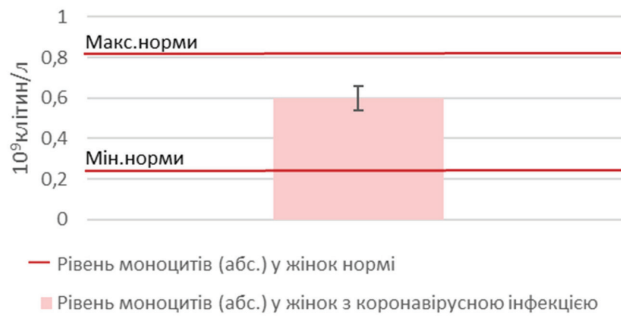 1
Макс.норми
0,8
0,6
0,4
Мін.норми
0,2
0
10⁹клітин/л
Рівень моноцитів (абс.) у жінок нормі
Рівень моноцитів (абс.) у жінок з коронавірусною інфекцією